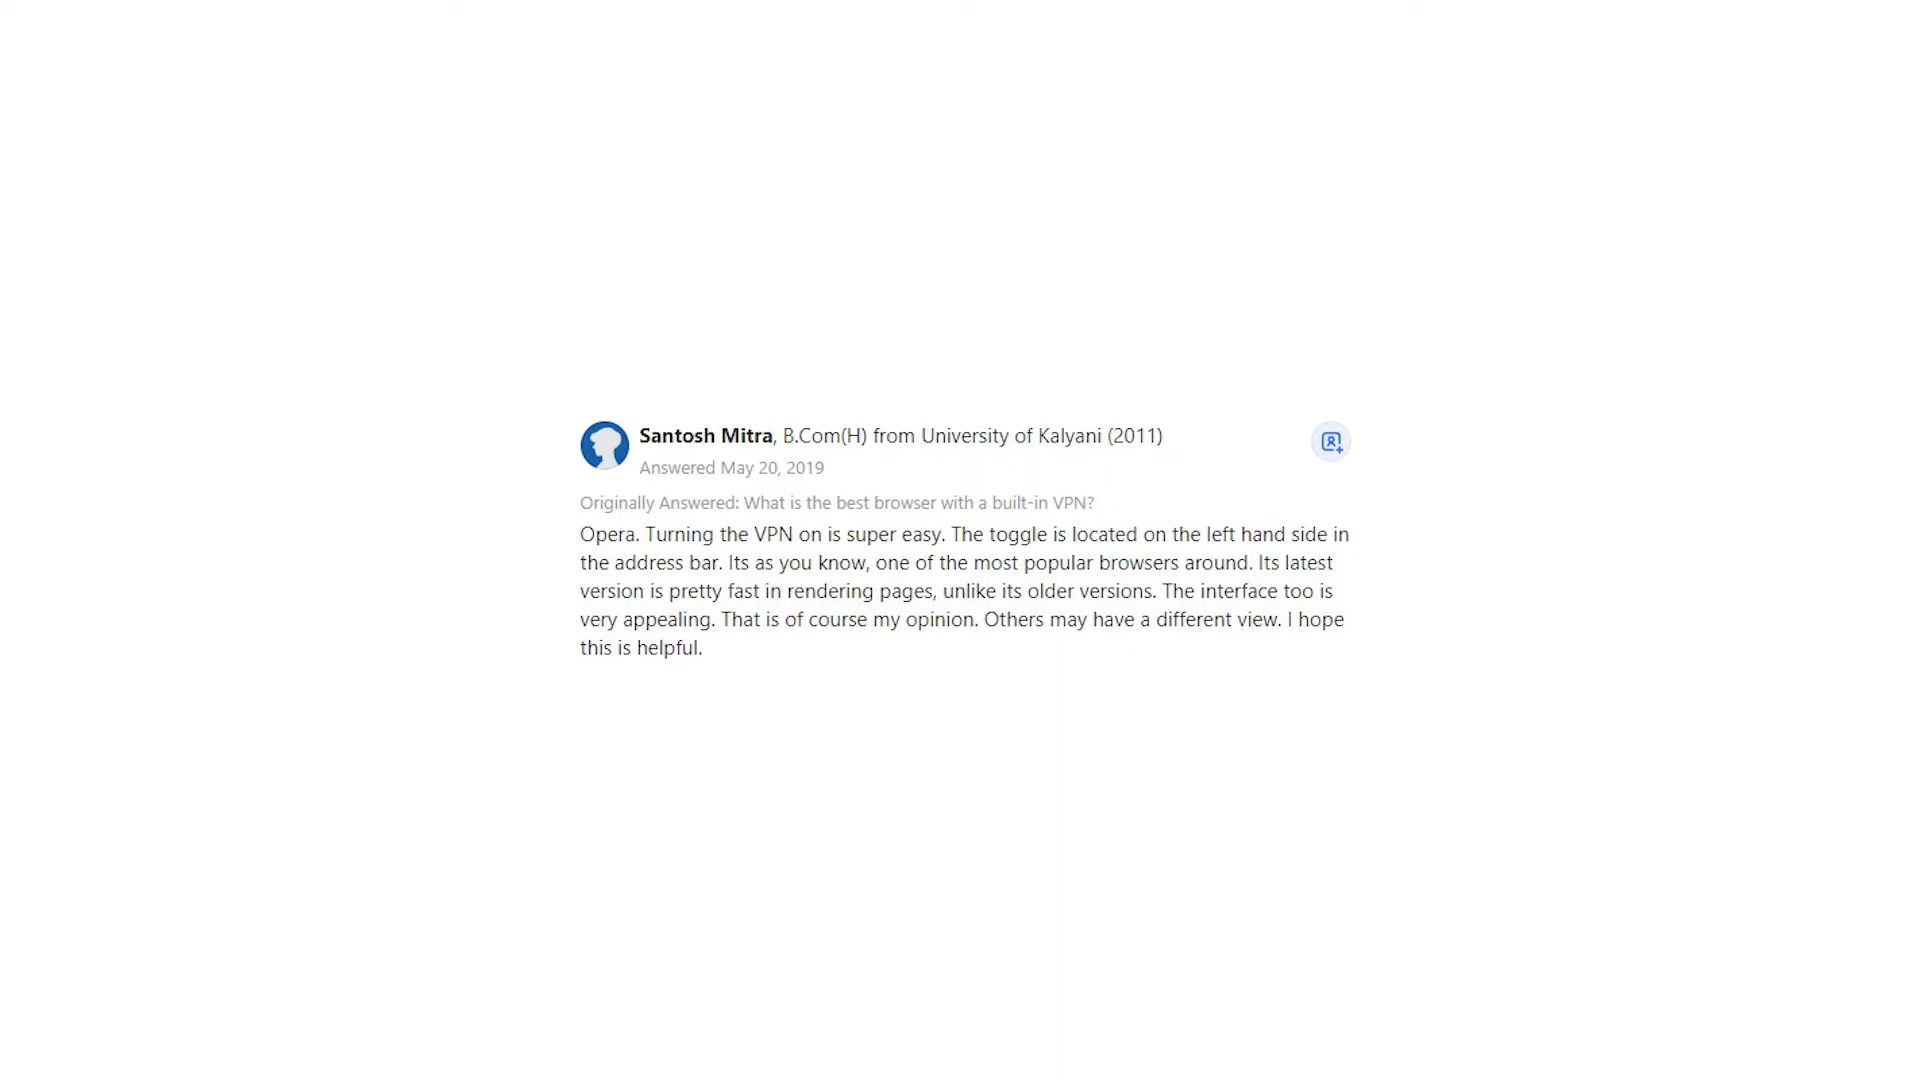 Santosh Mitra, B.Com(H) from University of Kalyani (2011)
Answered May 20, 2019
Originally Answered: What is the best browser with a built-in VPN?
Opera. Turning the VPN on is super easy. The toggle is located on the left hand side in
the address bar. Its as you know, one of the most popular browsers around. Its latest
version is pretty fast in rendering pages, unlike its older versions. The interface too is
very appealing. That is of course my opinion. Others may have a different view. I hope
this is helpful.